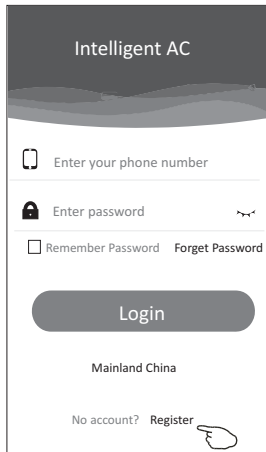 Intelligent AC
Enter your phone number
Enter password
Remember Password Forget Password
Login
Mainland China
No account? Register